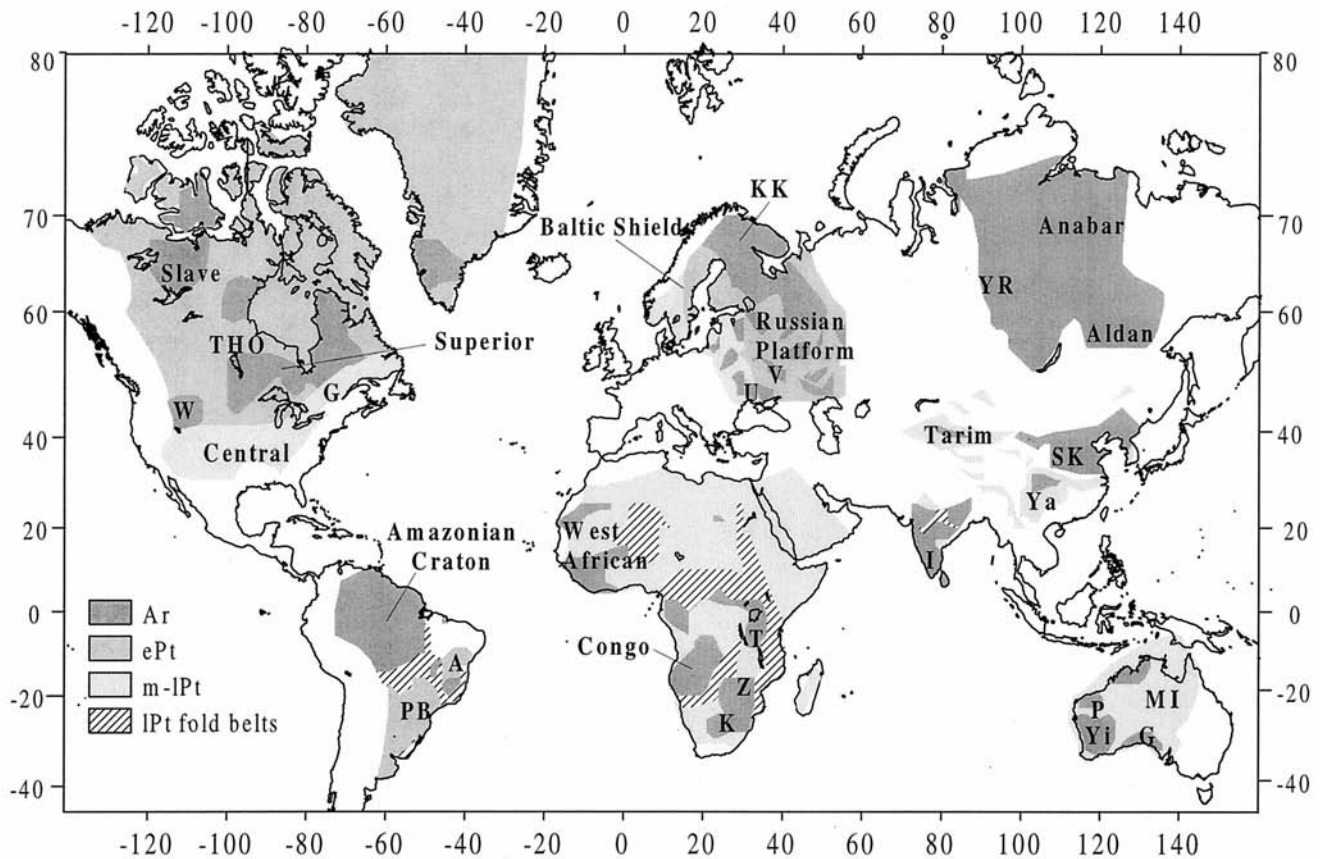 -120 -100 -80 -60 -40 -20 0 20 40 60 80 100 120 140
80 80
KK
70 Baltic Shield Anabar 70
Slave
YR
60 Russian 60
Platform Aldan
THO Superior
V
G U
W
40 Tarim 40
Central SK
Ya
20 Amazonian West 20
Craton African I
Ar
0 0
ePt T
Congo
A
m-lPt
-20 Z MI -20
PB P
lPt fold belts K Yi G
-40 -40
-120 -100 -80 -60 -40 -20 0 20 40 60 80 100 120 140